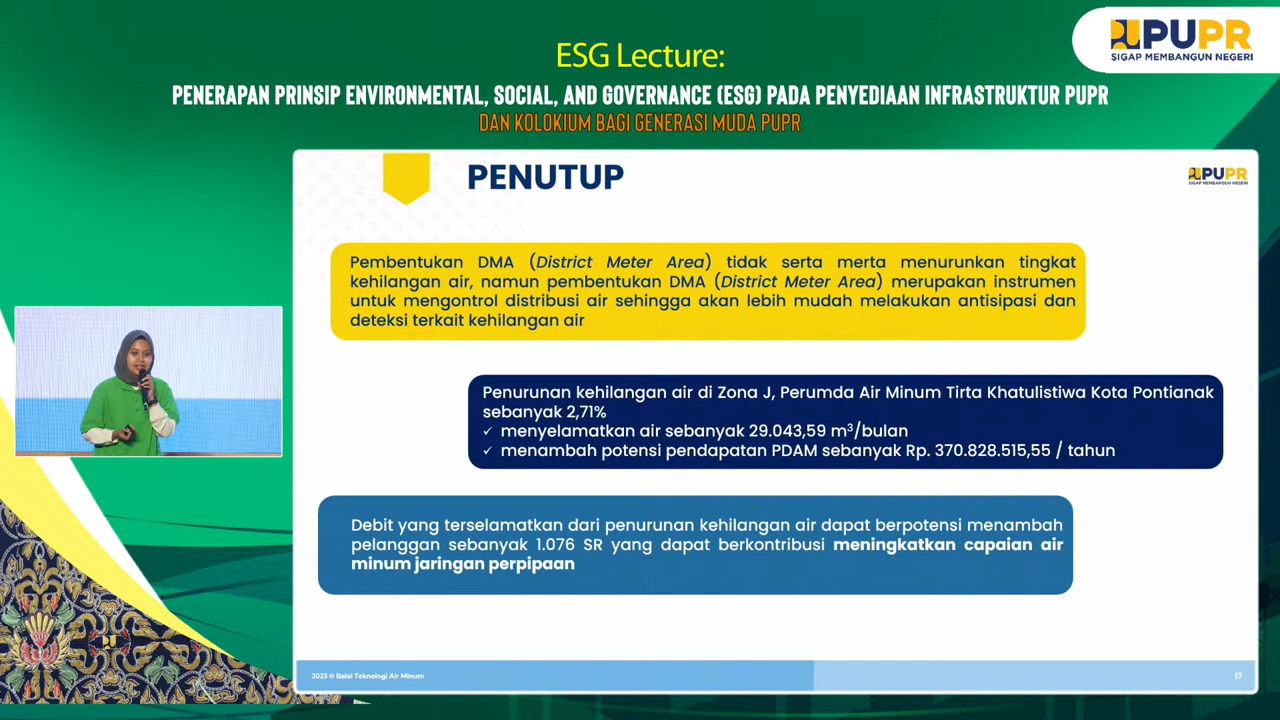 PUPR
SIGAP MEMBANGUN NEGERI
ESG Lecture:
PENERAPAN PRINSIP ENVIRONMENTAL, SOCIAL, AND GOVERNANCE (ESG) PADA PENYEDIAAN INFRASTRUKTUR PUPR
DAN KOLOKIUM BAGI GENERASI MUDA PUPR
PENUTUP
PUPR
SIGAP MEMBANGUN NEGERI
Pembentukan DMA (District Meter Area) tidak serta merta menurunkan tingkat
kehilangan air, namun pembentukan DMA (District Meter Area) merupakan instrumen
untuk mengontrol distribusi air sehingga akan lebih mudah melakukan antisipasi dan
deteksi terkait kehilangan air
Penurunan kehilangan air di Zona J, Perumda Air Minum Tirta Khatulistiwa Kota Pontianak
sebanyak 2,71%
✓ menyelamatkan air sebanyak 29.043,59 m³/bulan
✓ menambah potensi pendapatan PDAM sebanyak Rp. 370.828.515,55 / tahun
Debit yang terselamatkan dari penurunan kehilangan air dapat berpotensi menambah
pelanggan sebanyak 1.076 SR yang dapat berkontribusi meningkatkan capaian air
minum jaringan perpipaan
2023 © Balai Teknologi Air Minum
17